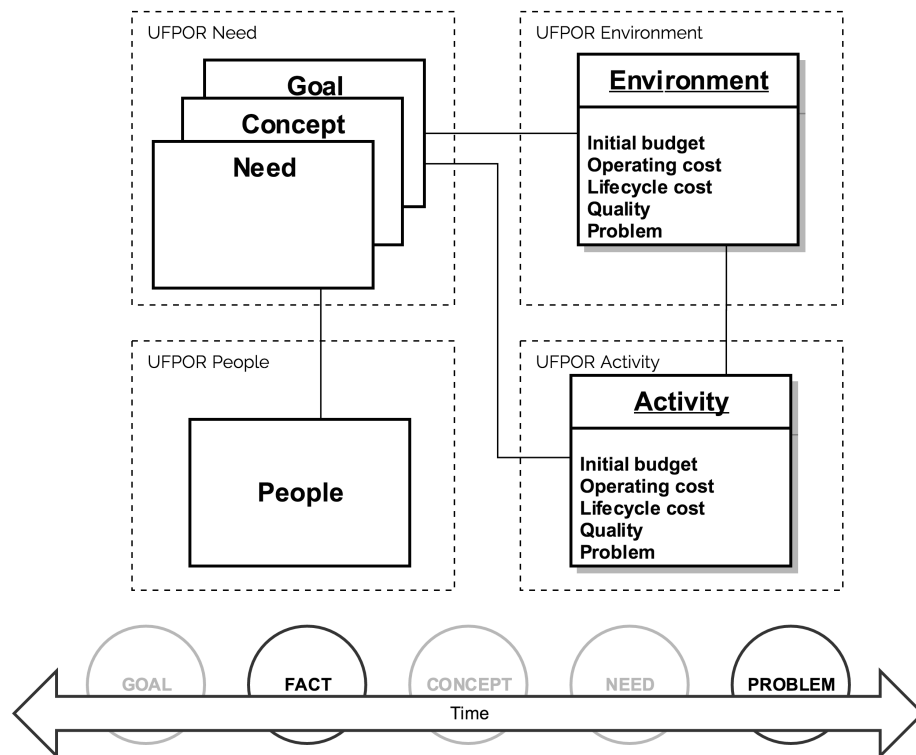 UFPOR Need
Goal
Concept
Need
UFPOR Environment
Environment
Initial budget
Operating cost
Lifecycle cost
Quality
Problem
UFPOR People
People
UFPOR Activity
Activity
Initial budget
Operating cost
Lifecycle cost
Quality
Problem
GOAL
FACT
CONCEPT
NEED
PROBLEM
Time